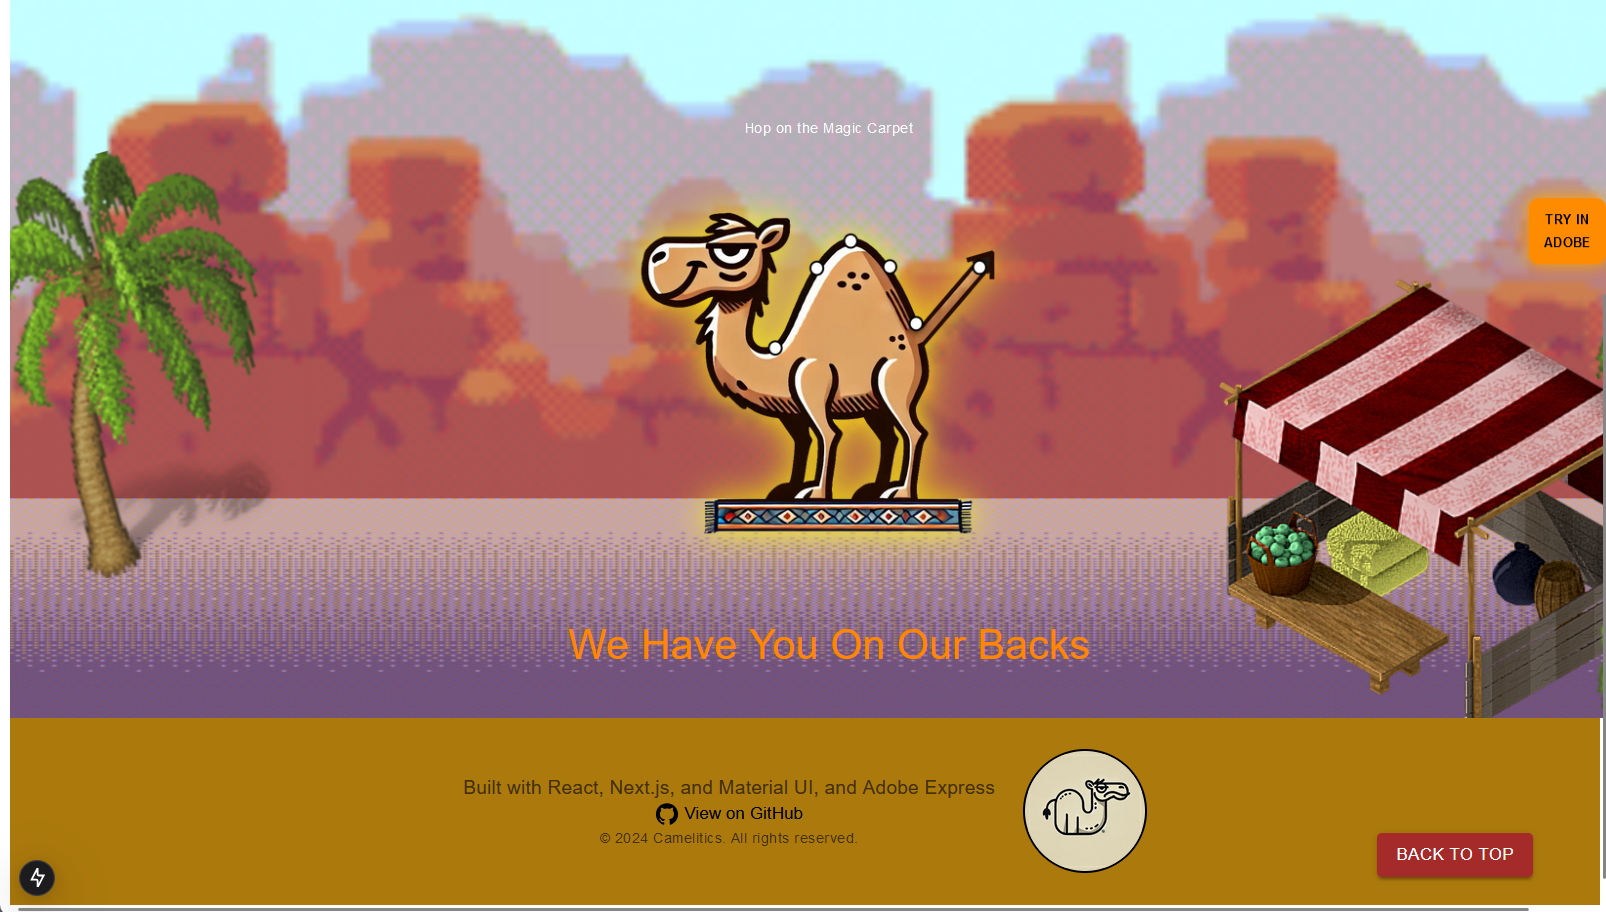 Hop on the Magic Carpet
TRY IN
ADOBE
We Have You On Our Backs
Built with React, Next.js, and Material UI, and Adobe Express
View on GitHub
© 2024 Camelitics. All rights reserved.
BACK TO TOP